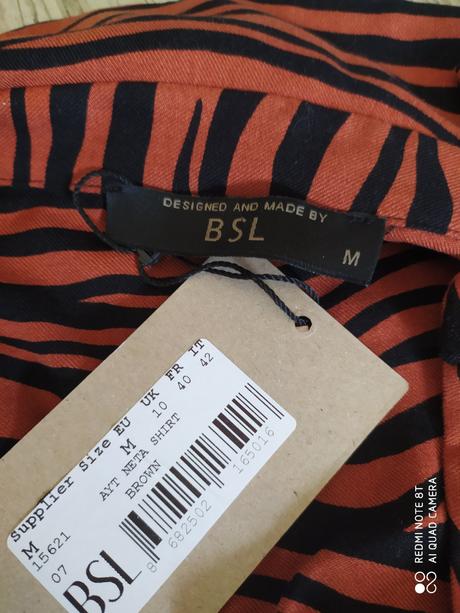 DESIGNED AND MADE BY
BSL
M
Supplier Size EU UK FR IT
M M 10 40 42
15621 AYT NETA SHIRT
07 BROWN
BSL
8 682502 165016
REDMI NOTE 8T
AI QUAD CAMERA